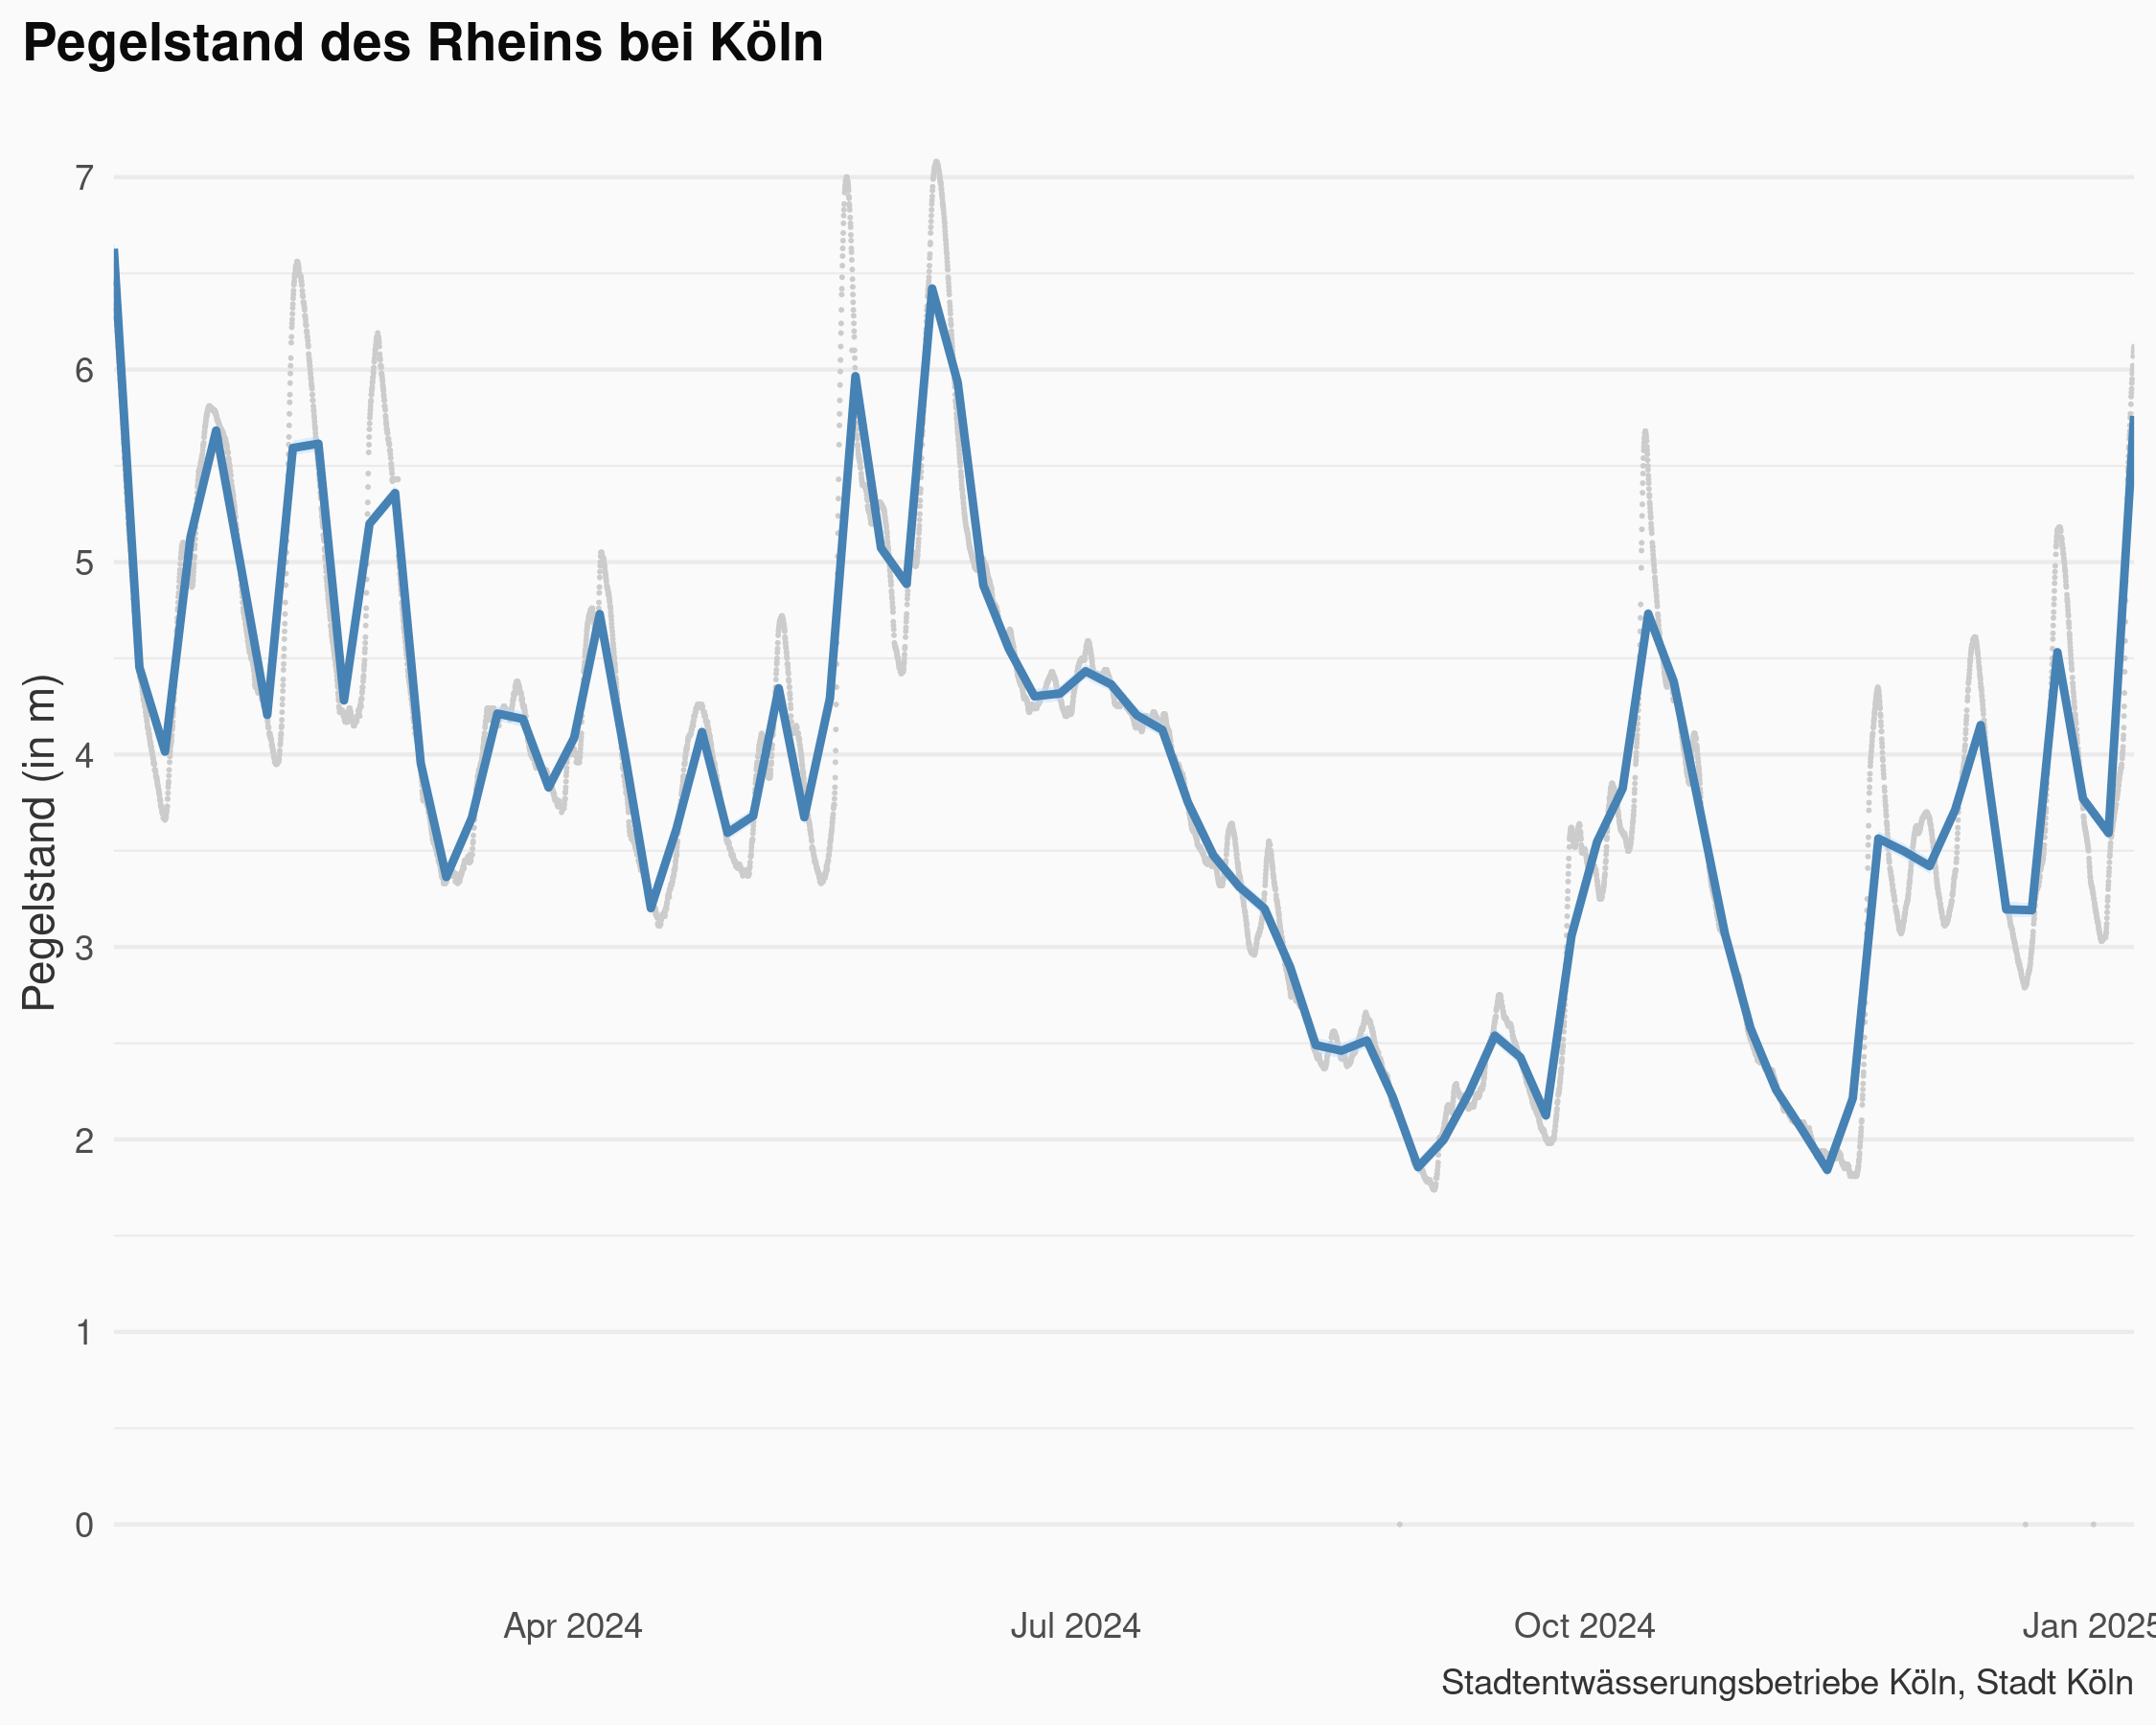 Pegelstand des Rheins bei Köln
Pegelstand (in m)
7
6
5
4
3
2
1
0
Apr 2024
Jul 2024
Oct 2024
Jan 2025
Stadtentwässerungsbetriebe Köln, Stadt Köln